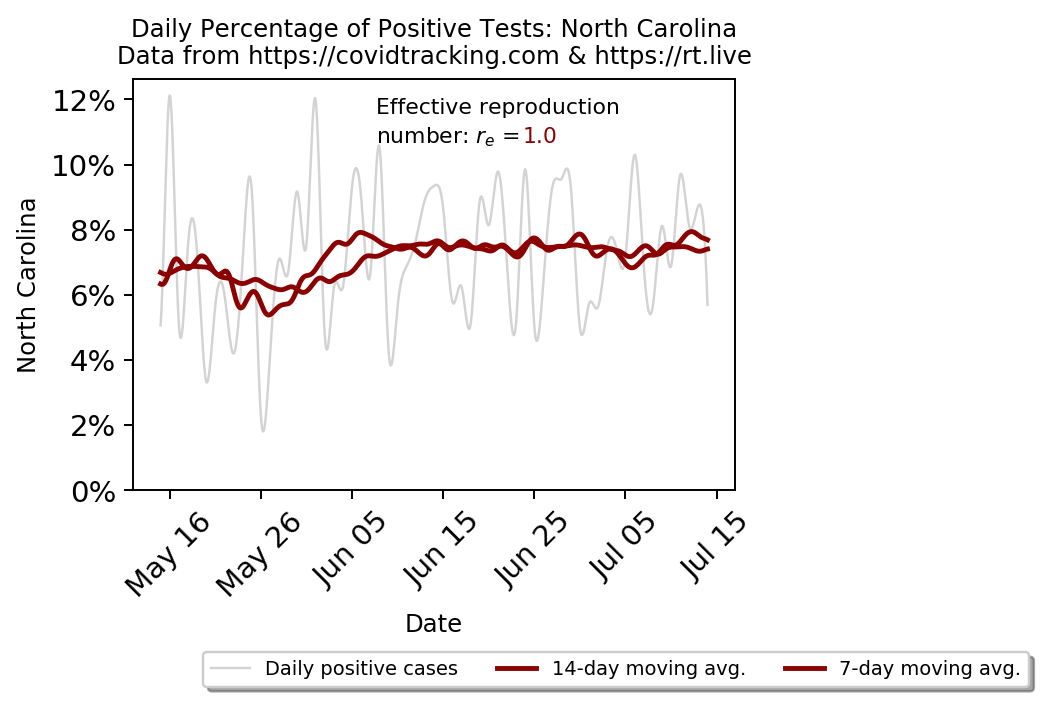 Daily Percentage of Positive Tests: North Carolina
Data from https://covidtracking.com & https://rt.live
Effective reproduction
number: rₑ =1.0
North Carolina
12%
10%
8%
6%
4%
2%
0%
May 16
May 26
Jun 05
Jun 15
Jun 25
Jul 05
Jul 15
Date
Daily positive cases
14-day moving avg.
7-day moving avg.